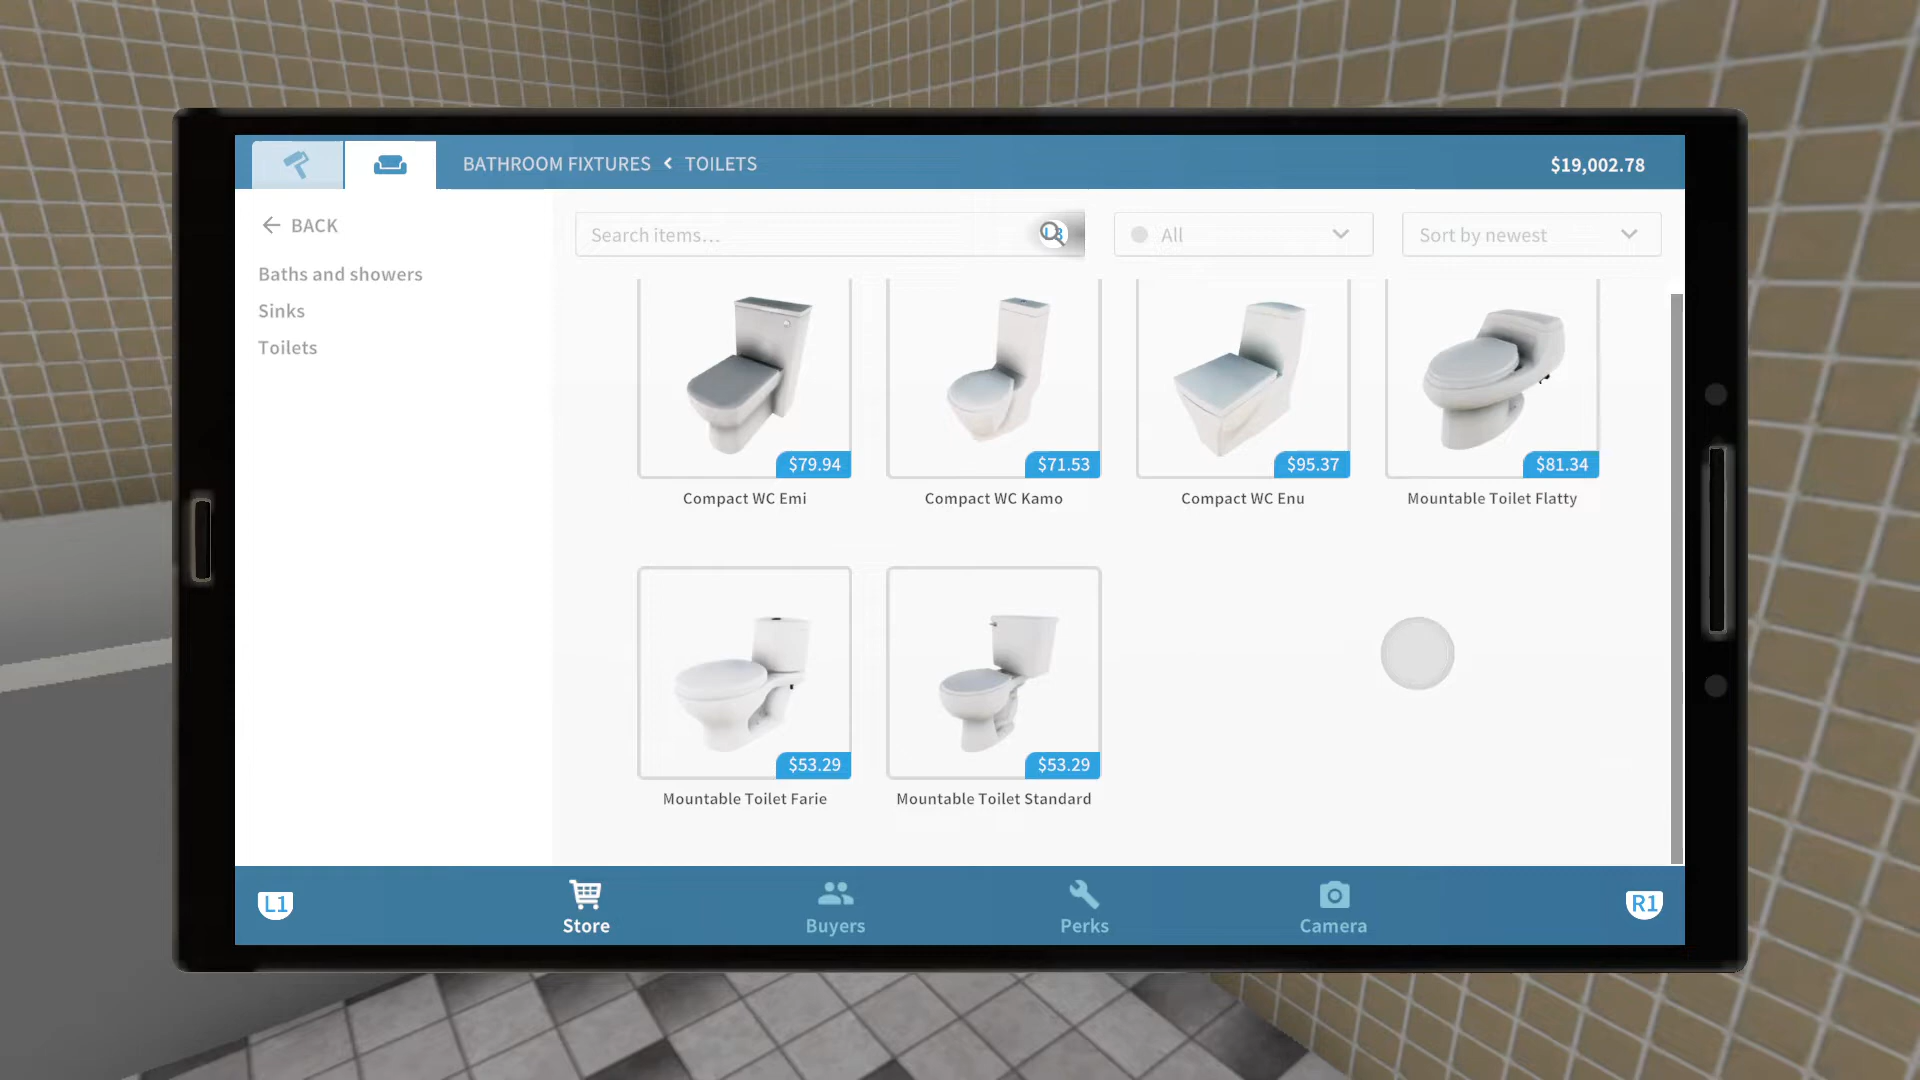 BATHROOM FIXTURES < TOILETS
$19,002.78
BACK
Search items...
L3
All
Sort by newest
Baths and showers
Sinks
Toilets
$79.94
$71.53
$95.37
$81.34
Compact WC Emi
Compact WC Kamo
Compact WC Enu
Mountable Toilet Flatty
$53.29
$53.29
Mountable Toilet Farie
Mountable Toilet Standard
L1
Store
Buyers
Perks
Camera
R1